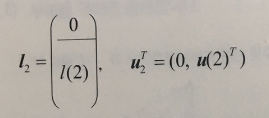 l₂ = ( 0 / l(2) ), u₂ᵀ = (0, u(2)ᵀ)